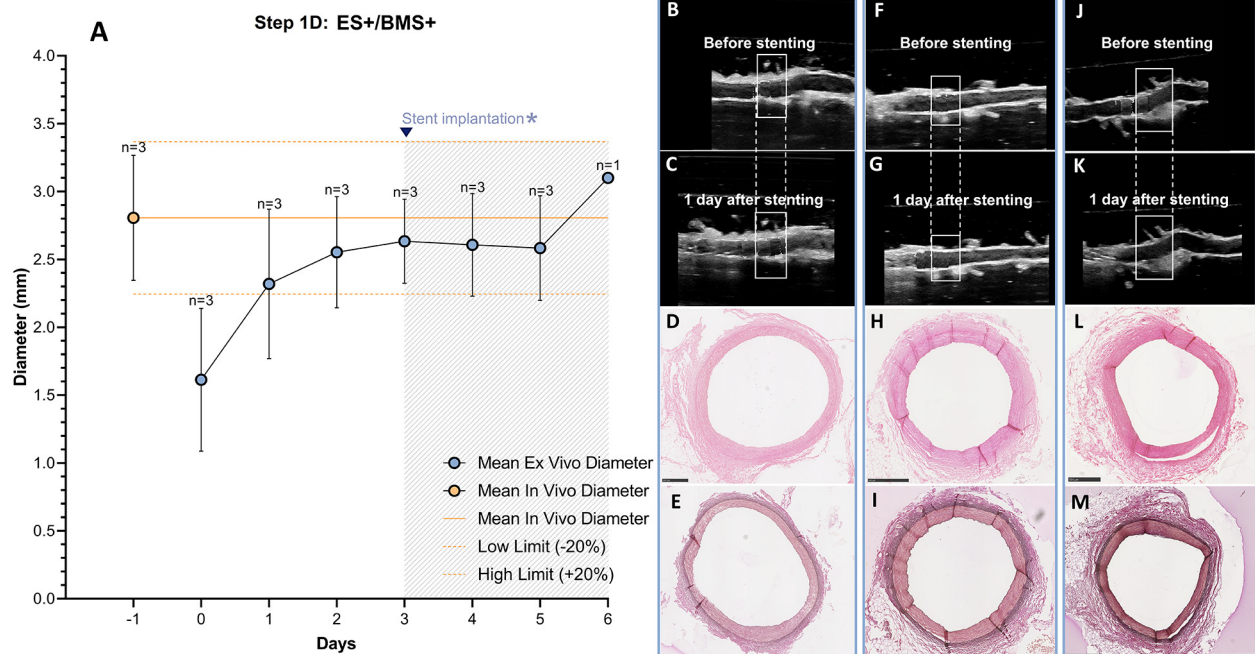 A
Step 1D: ES+/BMS+
4.0
3.5
3.0
2.5
2.0
1.5
1.0
0.5
0.0
Diameter (mm)
Stent implantation*
n=3
n=3
n=3
n=3
n=3
n=3
n=3
n=1
Mean Ex Vivo Diameter
Mean In Vivo Diameter
Mean In Vivo Diameter
Low Limit (-20%)
High Limit (+20%)
-1 0 1 2 3 4 5 6
Days
B
Before stenting
C
1 day after stenting
D
E
F
Before stenting
G
1 day after stenting
H
I
J
Before stenting
K
1 day after stenting
L
M